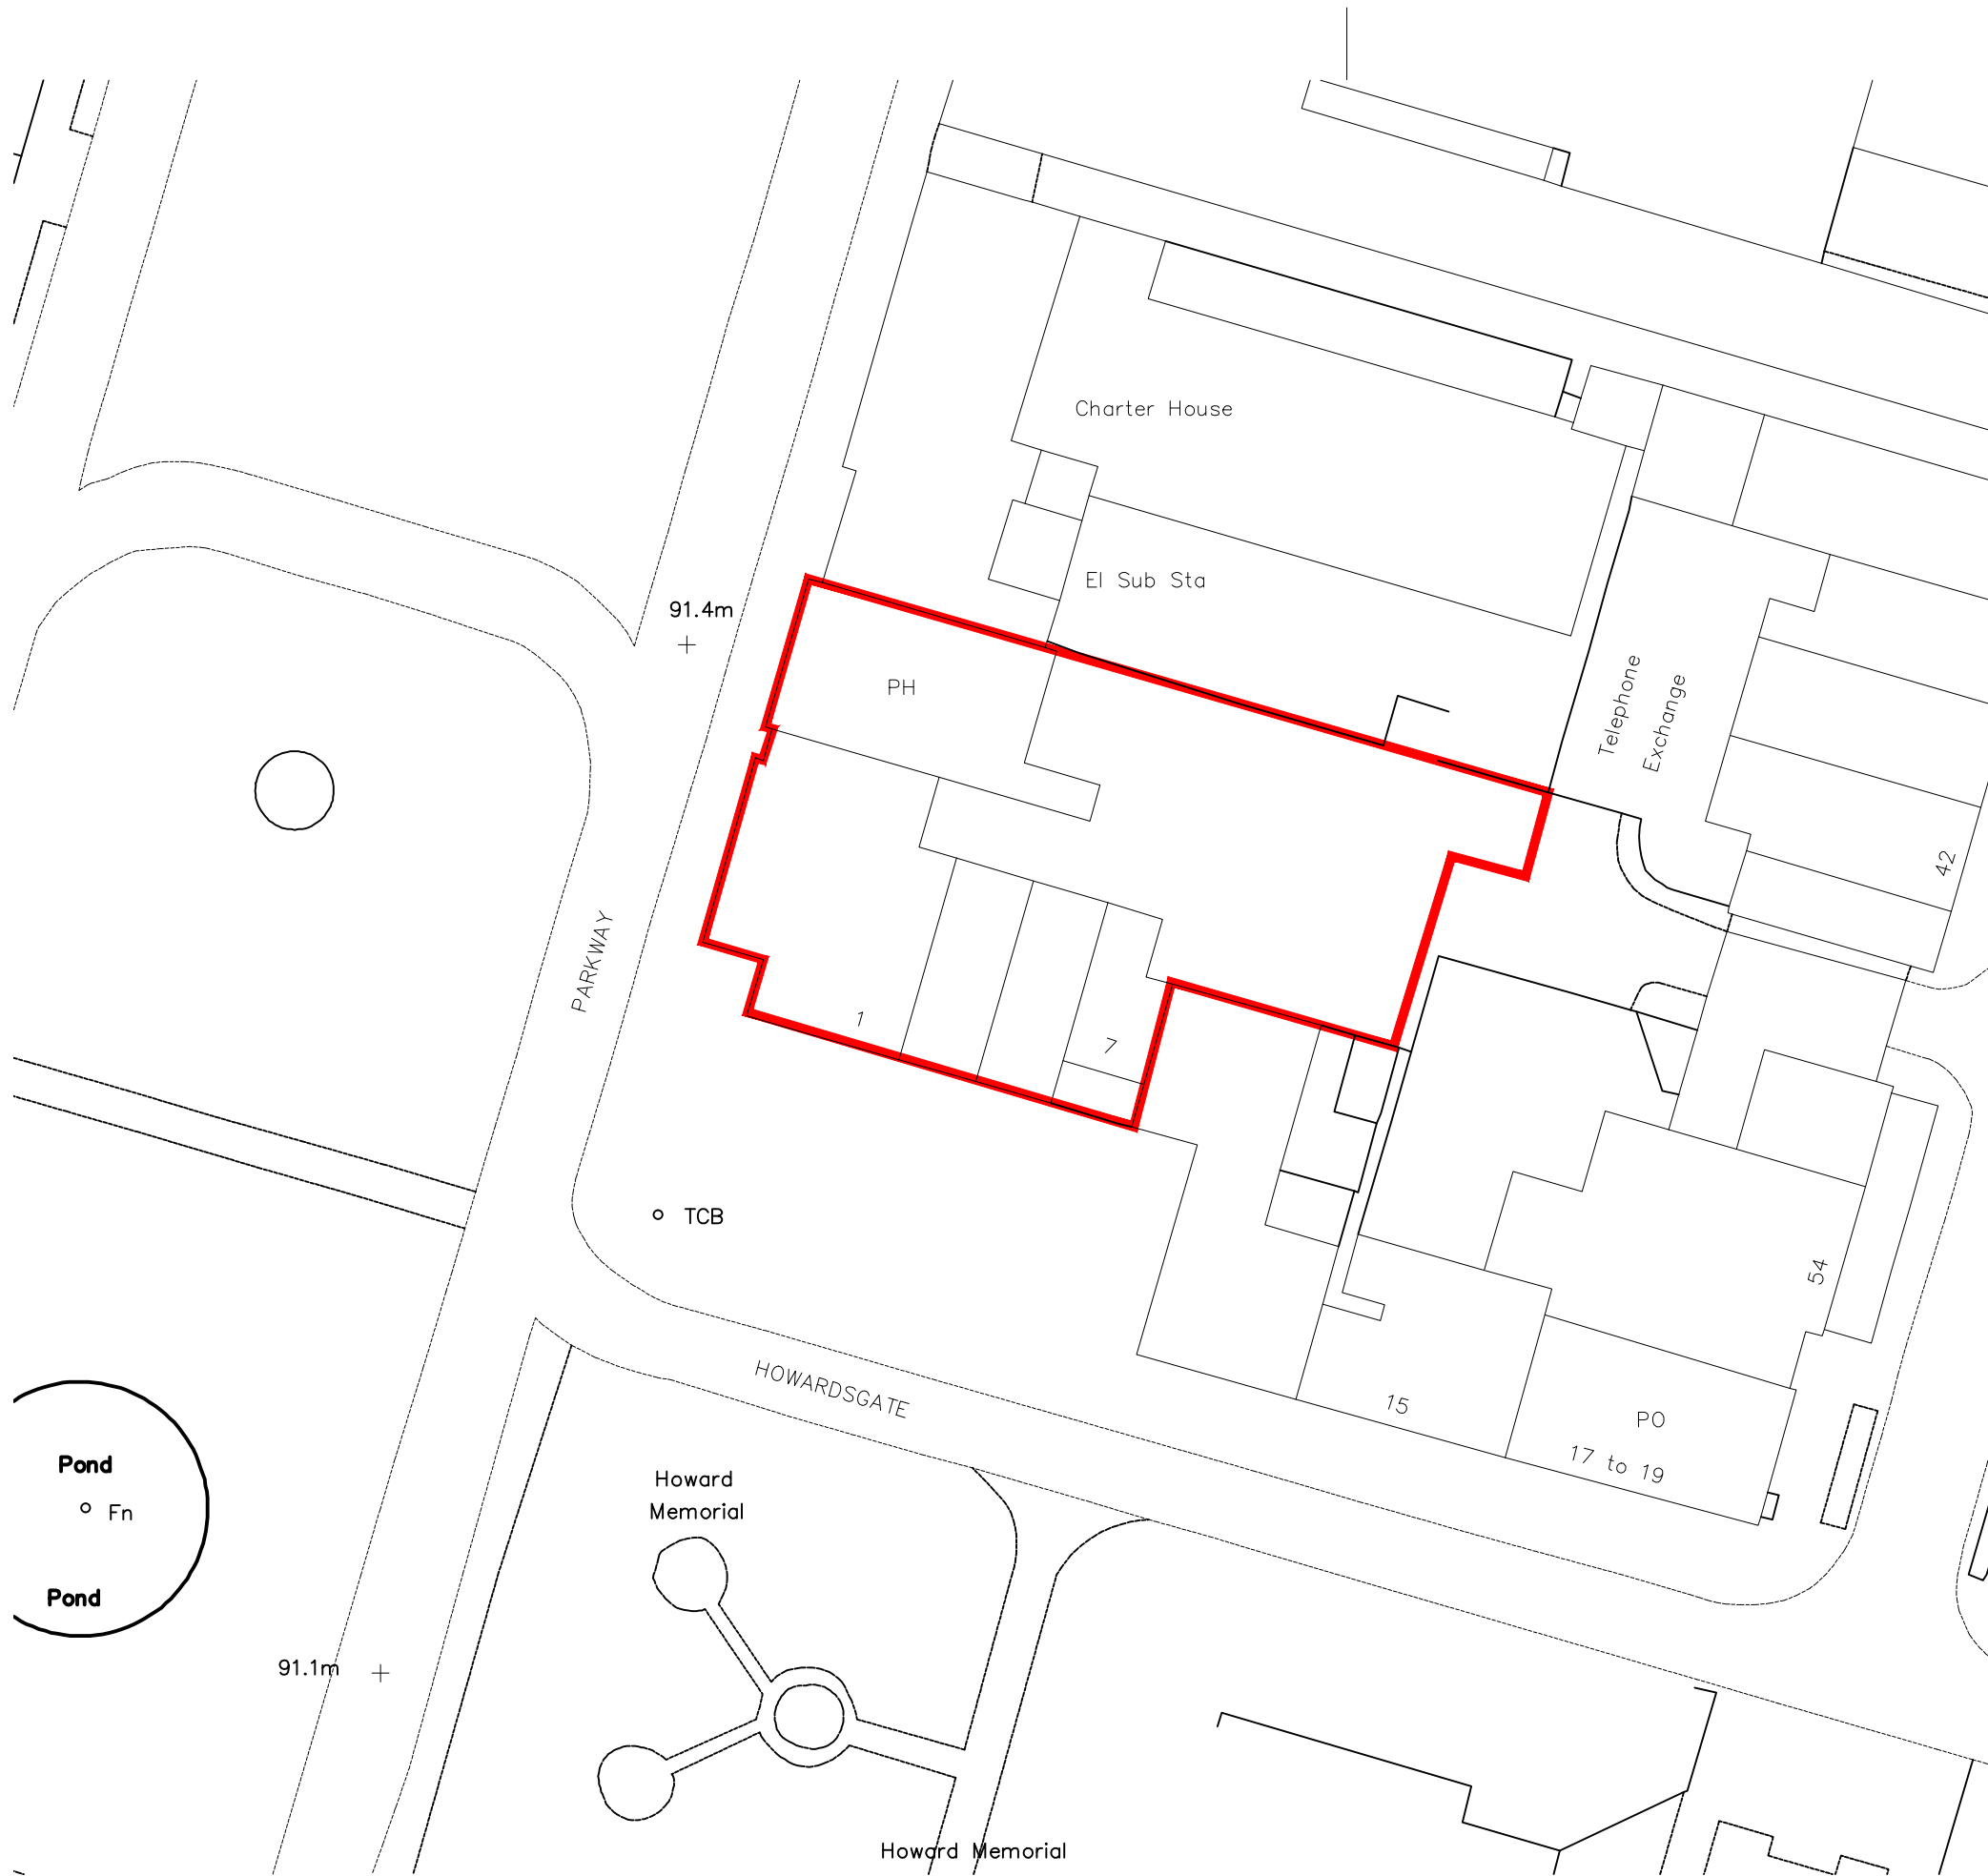 Charter House
El Sub Sta
91.4m
Telephone
Exchange
PH
42
PARKWAY
1
7
TCB
54
HOWARDSGATE
15
PO
17 to 19
Pond
Fn
Pond
Howard
Memorial
91.1m
Howard Memorial